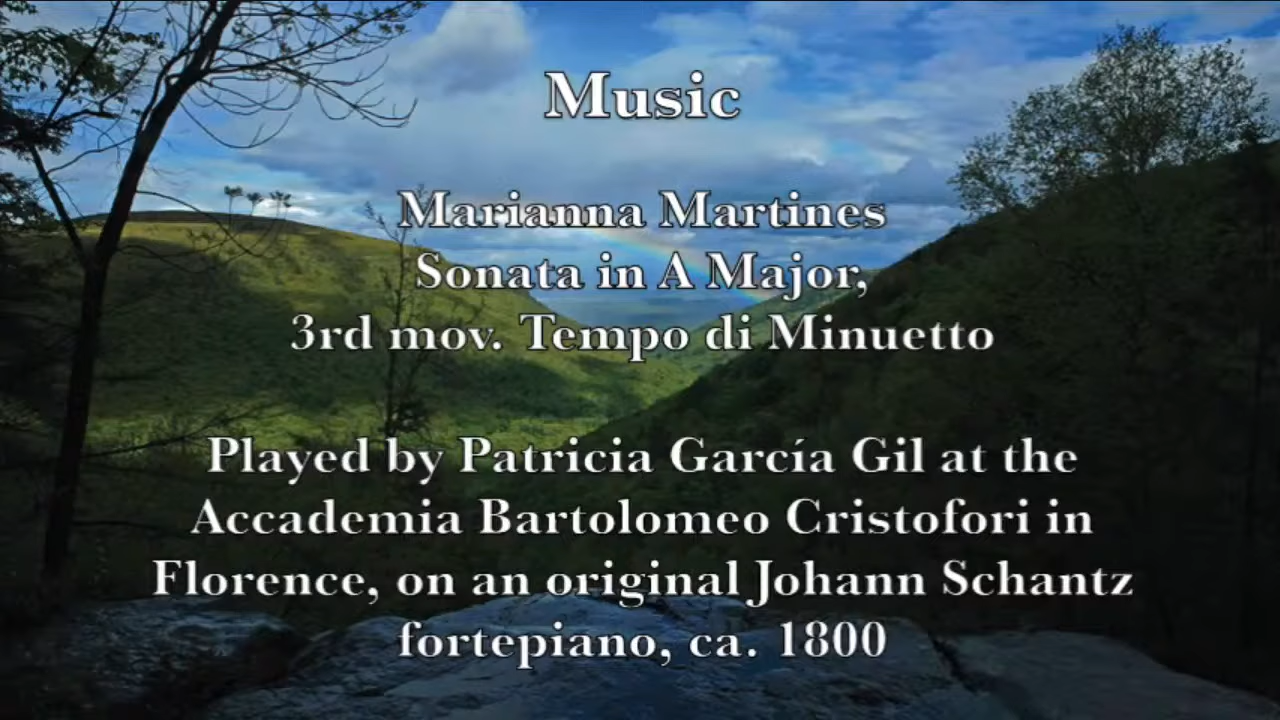 Music
Marianna Martines
Sonata in A Major,
3rd mov. Tempo di Minuetto
Played by Patricia García Gil at the
Accademia Bartolomeo Cristofori in
Florence, on an original Johann Schantz
fortepiano, ca. 1800